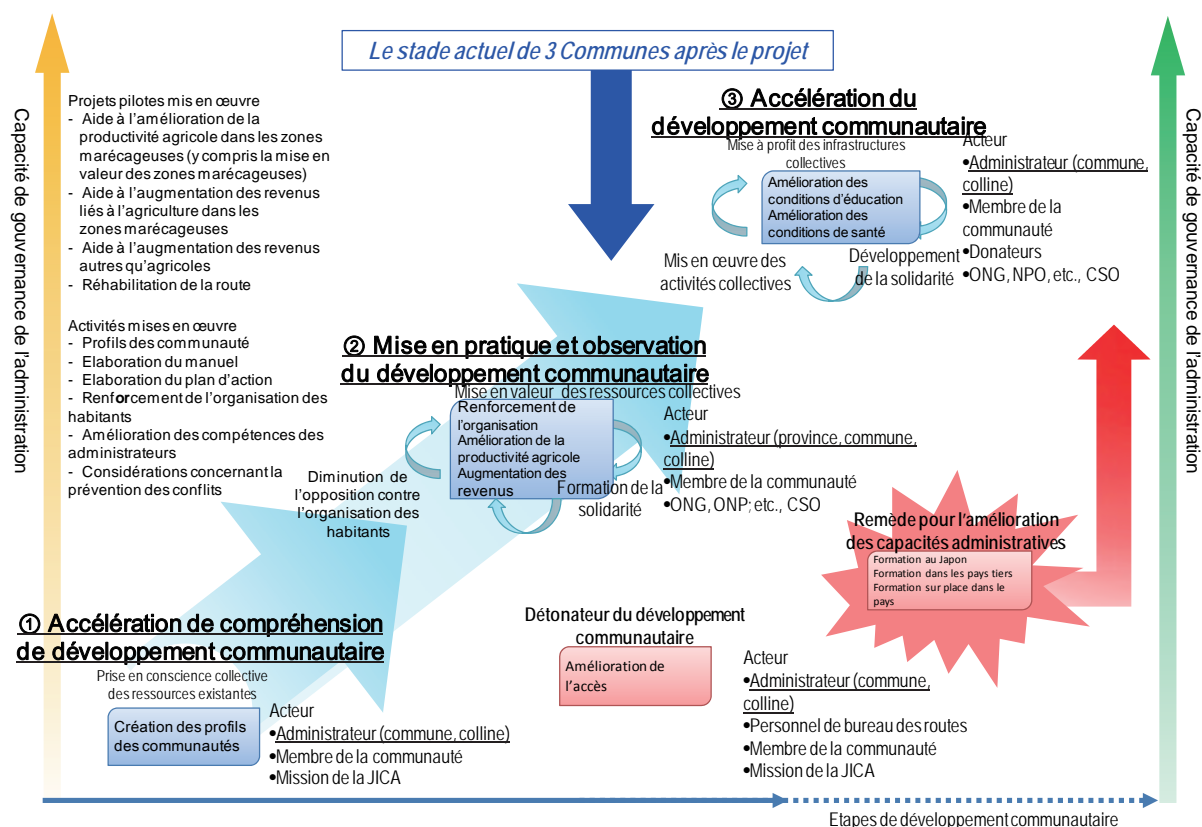 Le stade actuel de 3 Communes après le projet
Capacité de gouvernance de l'administration
Projets pilotes mis en œuvre
- Aide à l'amélioration de la
productivité agricole dans les zones
marécageuses (y compris la mise en
valeur des zones marécageuses)
- Aide à l'augmentation des revenus
liés à l'agriculture dans les
zones marécageuses
- Aide à l'augmentation des revenus
autres qu'agricoles
- Réhabilitation de la route
Activités mises en œuvre
- Profils des communauté
- Elaboration du manuel
- Elaboration du plan d'action
- Renforcement de l'organisation des
habitants
- Amélioration des compétences des
administrateurs
- Considérations concernant la
prévention des conflits
③ Accélération du
développement communautaire
Mise à profit des infrastructures
collectives
Amélioration des
conditions d'éducation
Amélioration des
conditions de santé
Mis en œuvre des
activités collectives
Développement
de la solidarité
Acteur
•Administrateur (commune,
colline)
•Membre de la
communauté
•Donateurs
•ONG, NPO, etc., CSO
Capacité de gouvernance de l'administration
② Mise en pratique et observation
du développement communautaire
Mise en valeur des ressources collectives
Renforcement de
l'organisation
Amélioration de la
productivité agricole
Augmentation des
revenus
Diminution de
l'opposition contre
l'organisation des
habitants
Formation de la
solidarité
Acteur
•Administrateur (province, commune,
colline)
•Membre de la communauté
•ONG, ONP; etc., CSO
Remède pour l'amélioration
des capacités administratives
Formation au Japon
Formation dans les pays tiers
Formation sur place dans le
pays
① Accélération de compréhension
de développement communautaire
Prise en conscience collective
des ressources existantes
Création des profils
des communautés
Acteur
•Administrateur (commune, colline)
•Membre de la communauté
•Mission de la JICA
Détonateur du développement
communautaire
Amélioration de
l'accès
Acteur
•Administrateur (commune,
colline)
•Personnel de bureau des routes
•Membre de la communauté
•Mission de la JICA
Etapes de développement communautaire